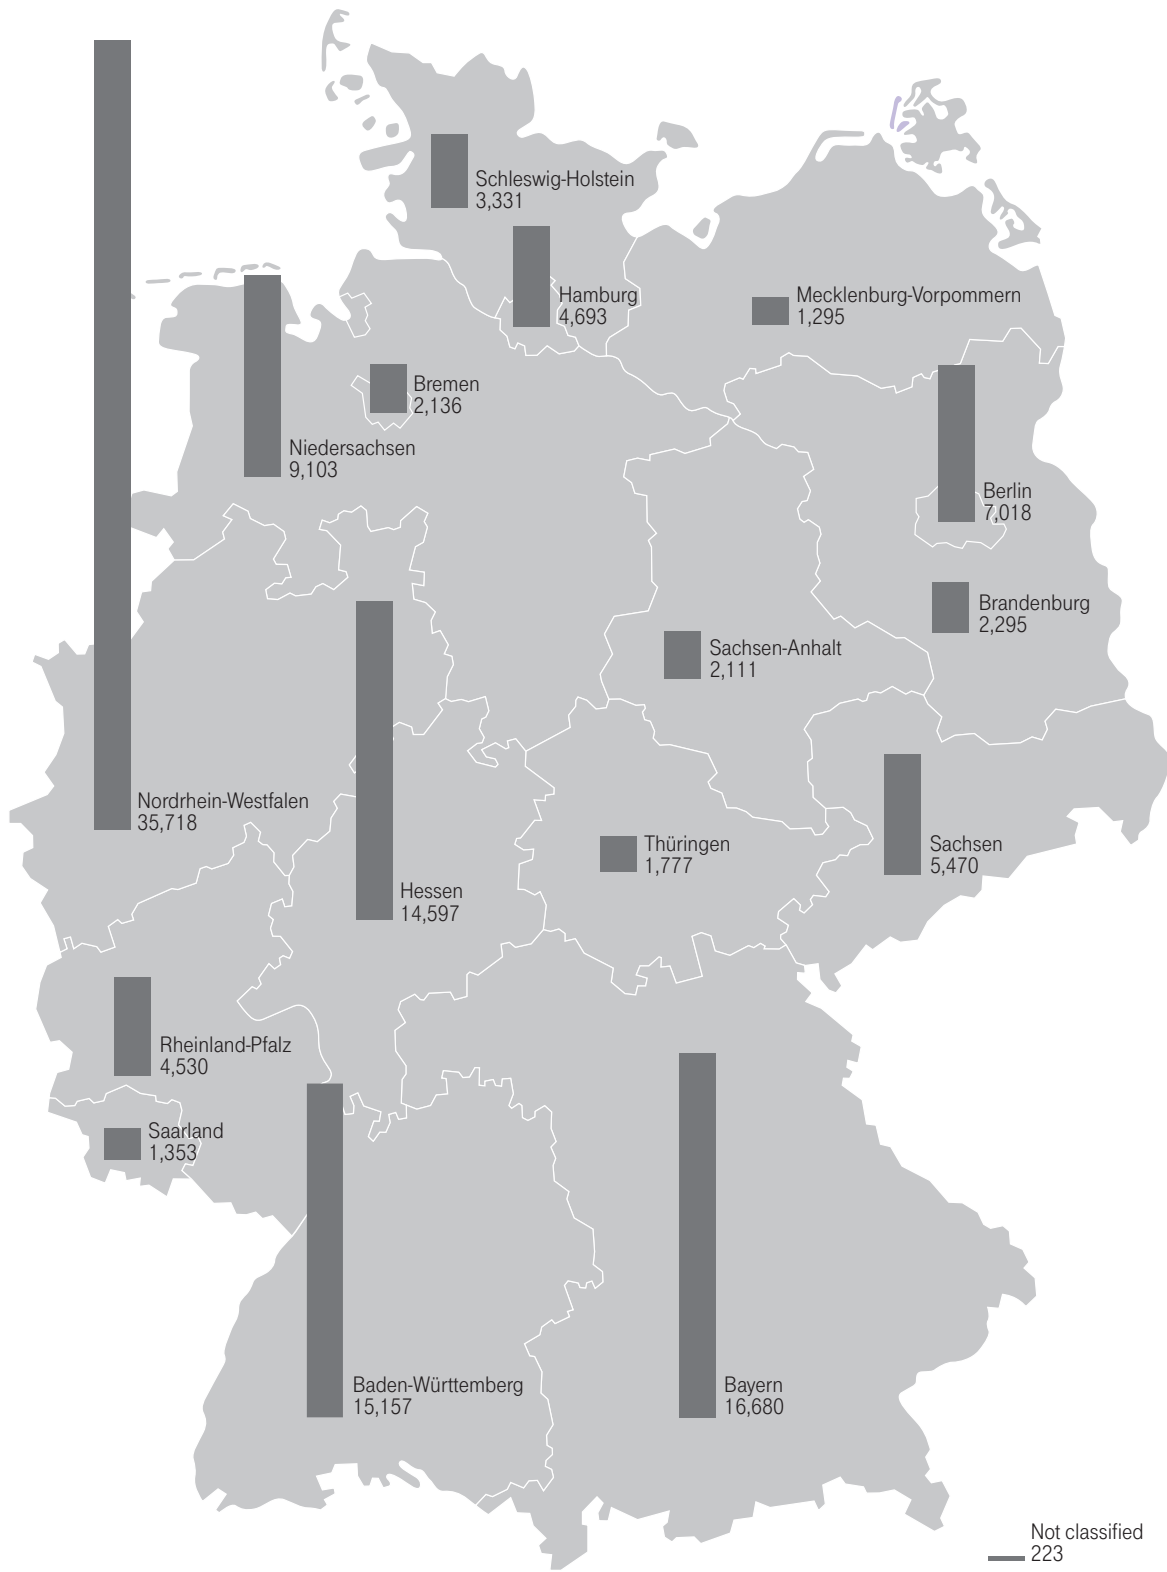 Schleswig-Holstein
3,331
Hamburg
4,693
Mecklenburg-Vorpommern
1,295
Bremen
2,136
Niedersachsen
9,103
Berlin
7,018
Brandenburg
2,295
Sachsen-Anhalt
2,111
Nordrhein-Westfalen
35,718
Thüringen
1,777
Sachsen
5,470
Hessen
14,597
Rheinland-Pfalz
4,530
Saarland
1,353
Baden-Württemberg
15,157
Bayern
16,680
Not classified
223